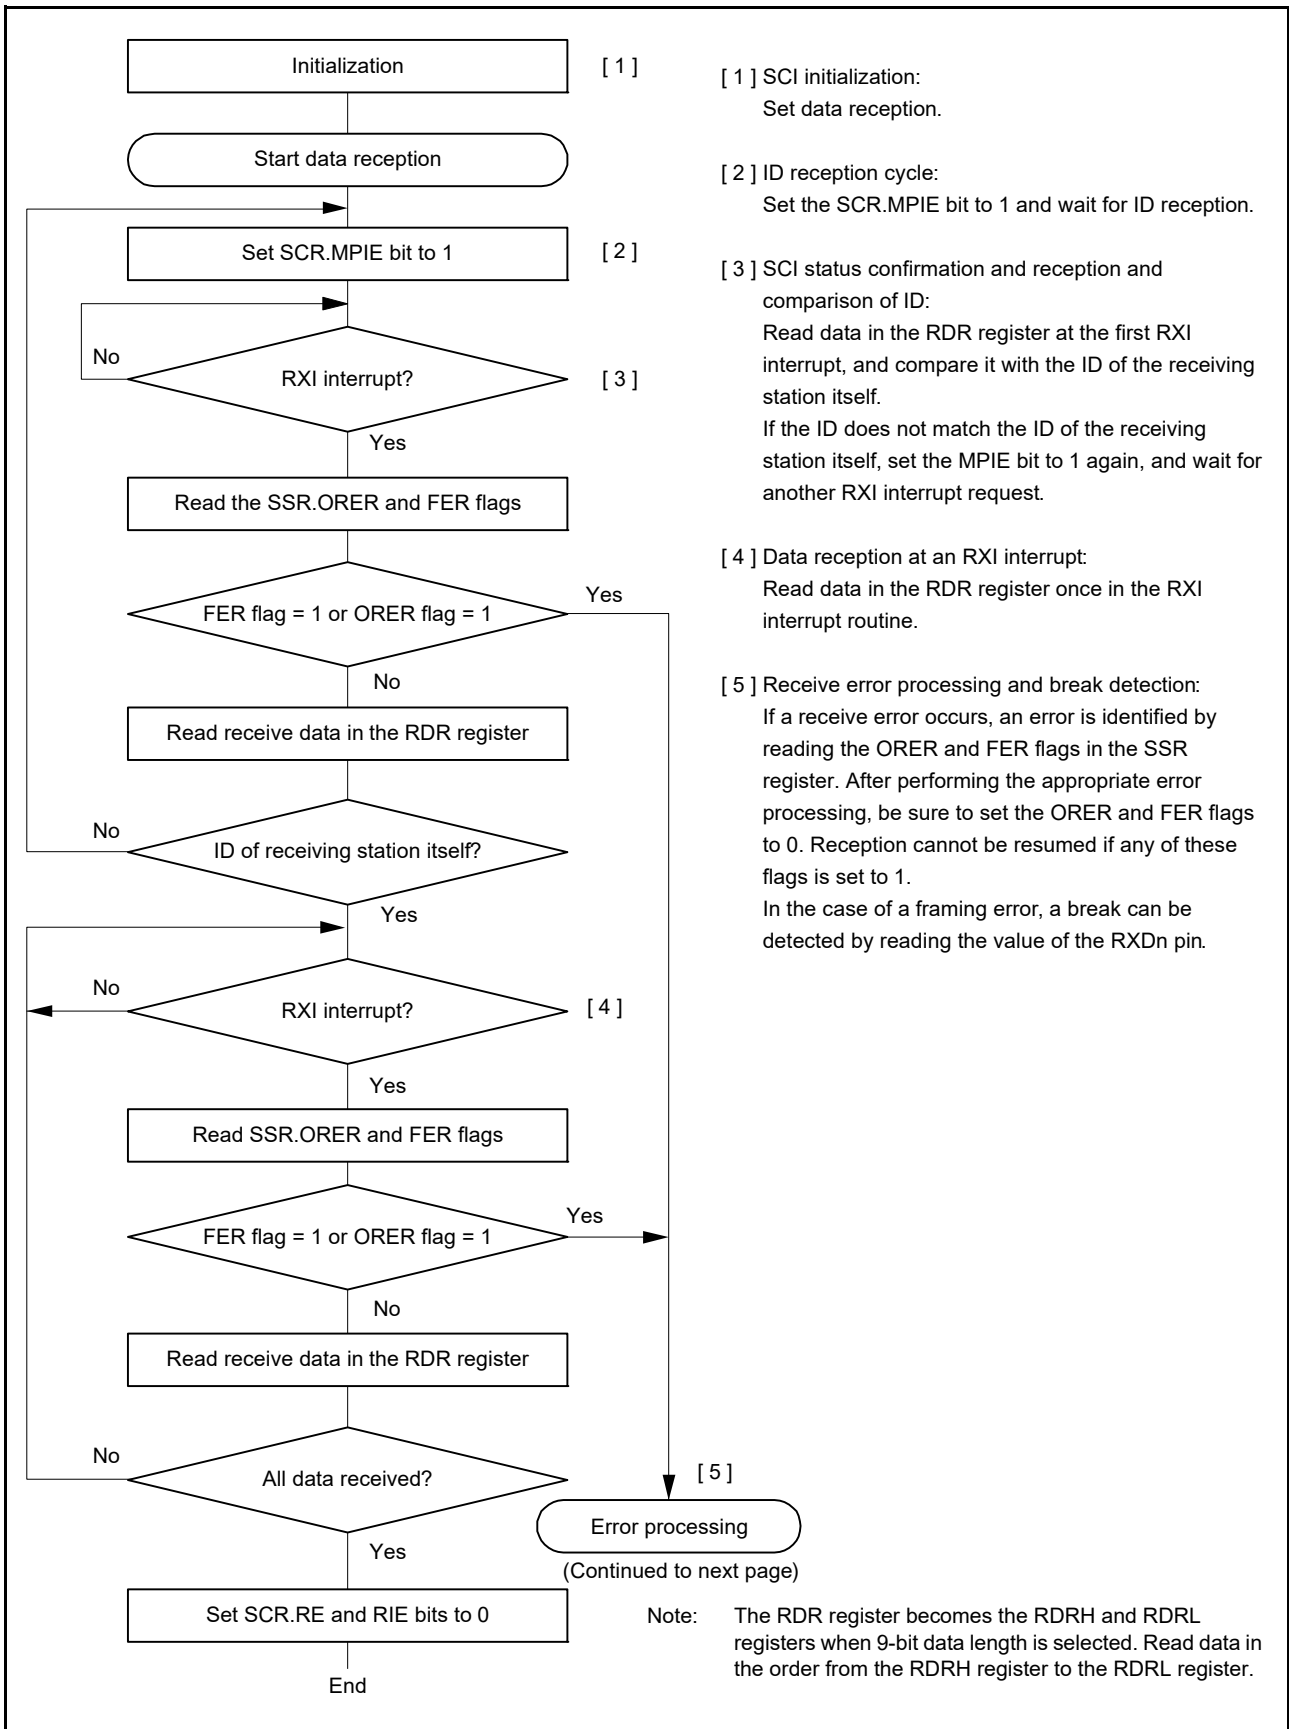 Initialization
[ 1 ]
Start data reception
Set SCR.MPIE bit to 1
[ 2 ]
No
RXI interrupt?
[ 3 ]
Yes
Read the SSR.ORER and FER flags
FER flag = 1 or ORER flag = 1
Yes
No
Read receive data in the RDR register
No
ID of receiving station itself?
Yes
No
RXI interrupt?
[ 4 ]
Yes
Read SSR.ORER and FER flags
FER flag = 1 or ORER flag = 1
Yes
No
Read receive data in the RDR register
No
All data received?
Yes
[ 5 ]
Error processing
(Continued to next page)
Set SCR.RE and RIE bits to 0
End
[ 1 ] SCI initialization:
Set data reception.
[ 2 ] ID reception cycle:
Set the SCR.MPIE bit to 1 and wait for ID reception.
[ 3 ] SCI status confirmation and reception and
comparison of ID:
Read data in the RDR register at the first RXI
interrupt, and compare it with the ID of the receiving
station itself.
If the ID does not match the ID of the receiving
station itself, set the MPIE bit to 1 again, and wait for
another RXI interrupt request.
[ 4 ] Data reception at an RXI interrupt:
Read data in the RDR register once in the RXI
interrupt routine.
[ 5 ] Receive error processing and break detection:
If a receive error occurs, an error is identified by
reading the ORER and FER flags in the SSR
register. After performing the appropriate error
processing, be sure to set the ORER and FER flags
to 0. Reception cannot be resumed if any of these
flags is set to 1.
In the case of a framing error, a break can be
detected by reading the value of the RXDn pin.
Note: The RDR register becomes the RDRH and RDRL
registers when 9-bit data length is selected. Read data in
the order from the RDRH register to the RDRL register.